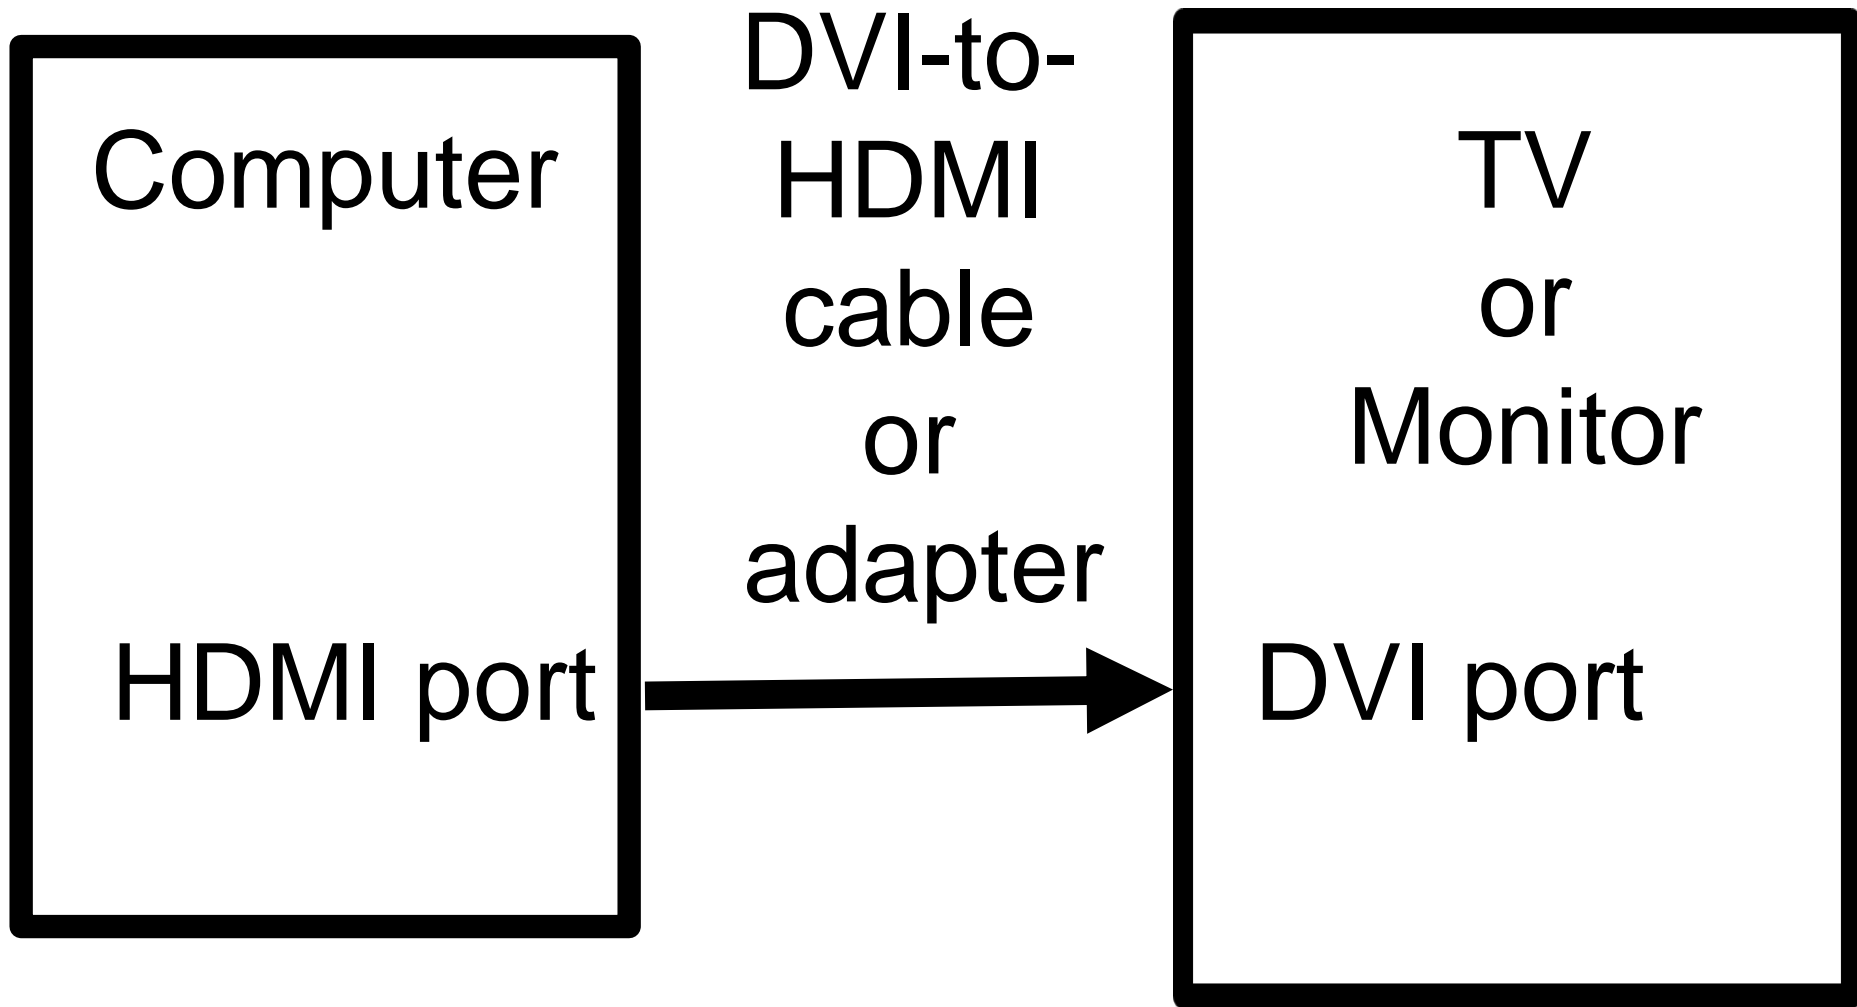 Computer
HDMI port
DVI-to-
HDMI
cable
or
adapter
TV
or
Monitor
DVI port